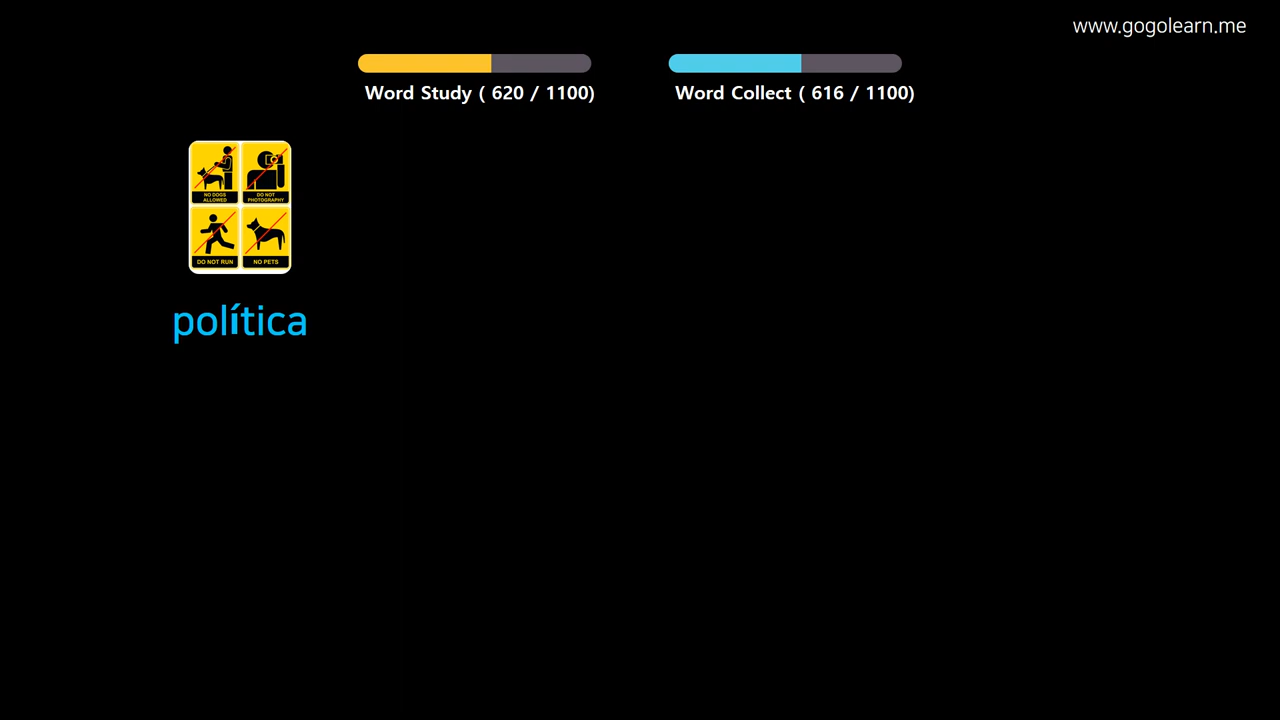 www.gogolearn.me
Word Study ( 620 / 1100)
Word Collect ( 616 / 1100)
NO DOGS
ALLOWED
DO NOT
PHOTOGRAPHY
DO NOT RUN
NO PETS
política